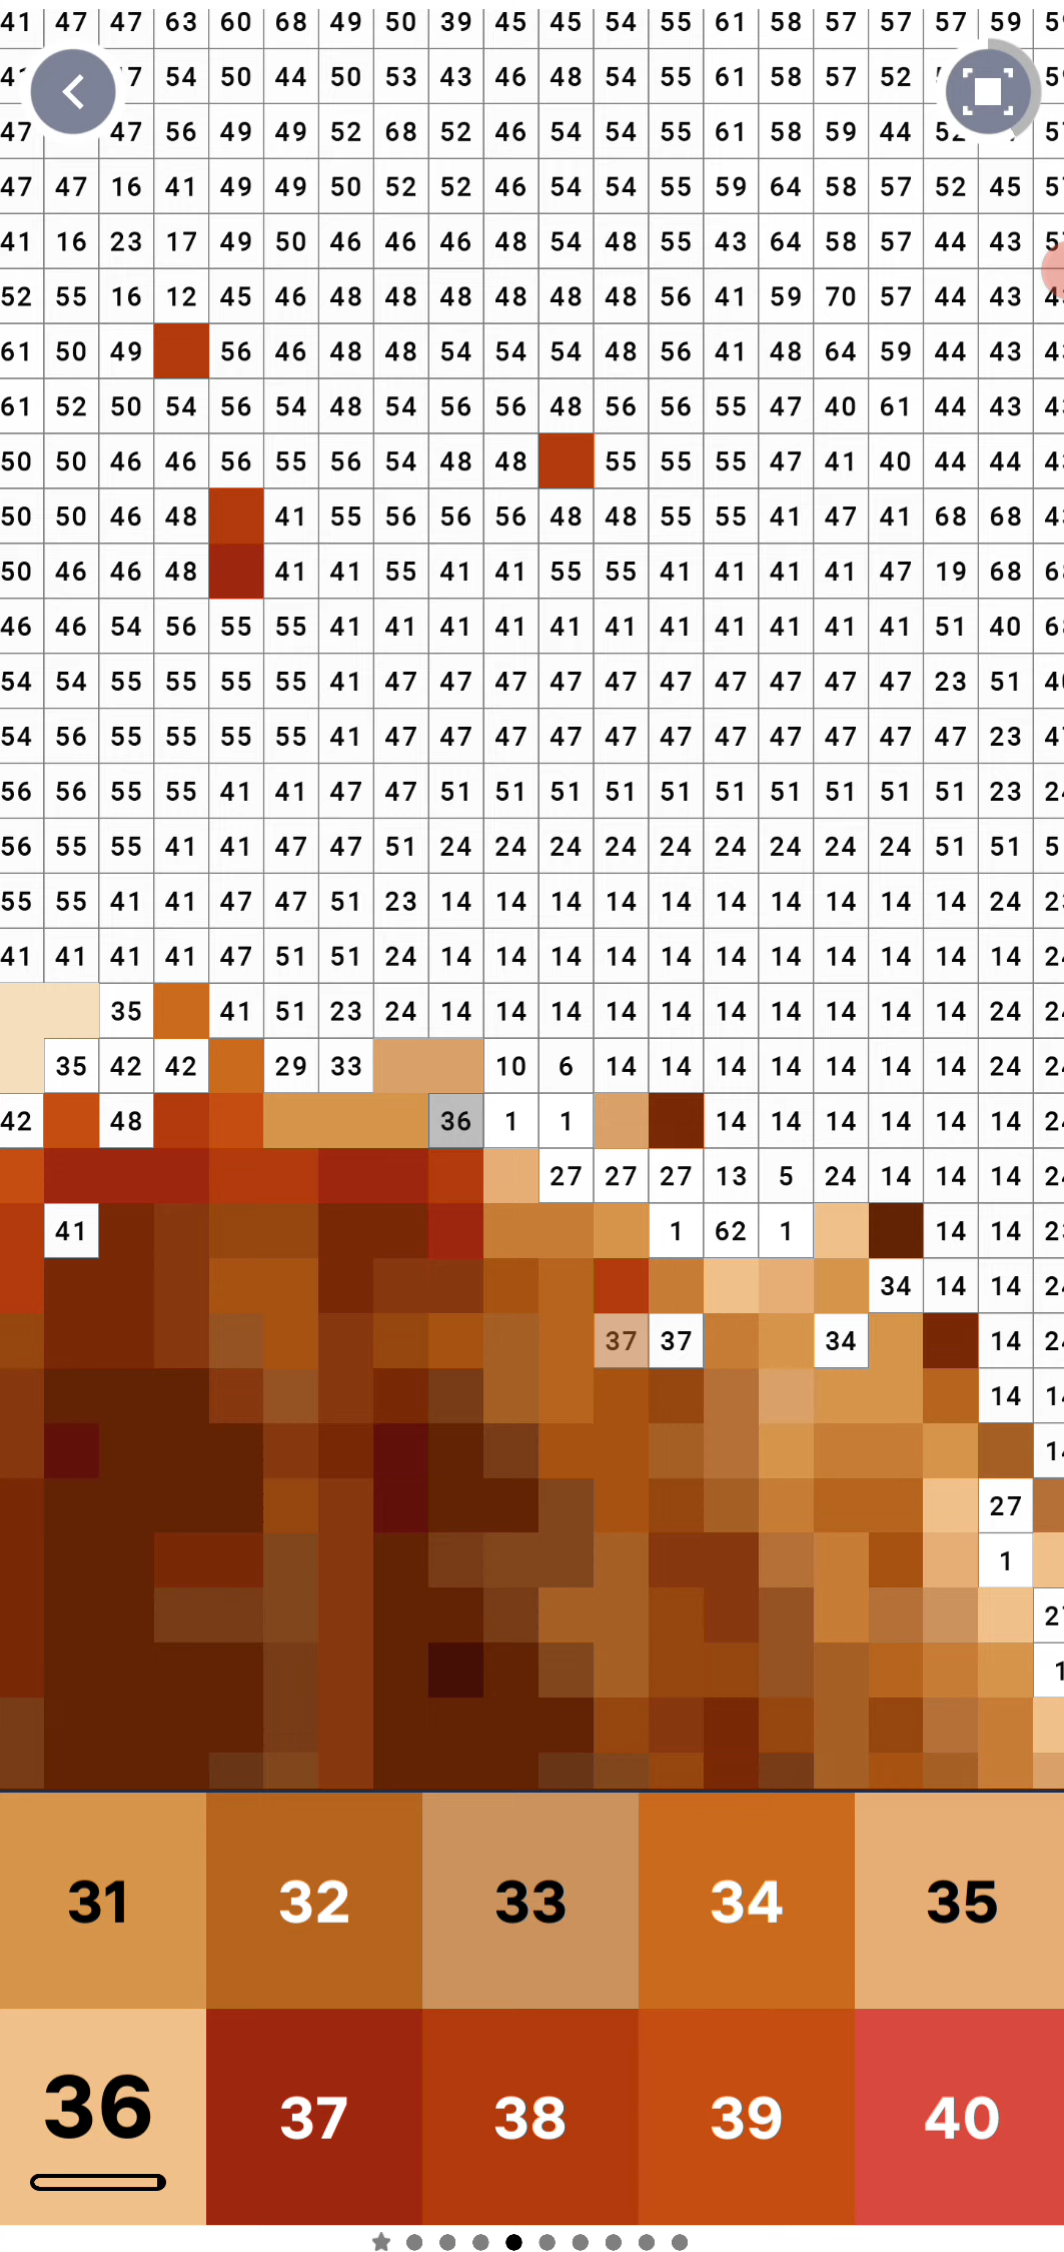 41 47 47 63 60 68 49 50 39 45 45 54 55 61 58 57 57 57 59
54 50 44 50 53 43 46 48 54 55 61 58 57 52
47 47 56 49 49 52 68 52 46 54 54 55 61 58 59 44 52
47 47 16 41 49 49 50 52 52 46 54 54 55 59 64 58 57 52 45
41 16 23 17 49 50 46 46 46 48 54 48 55 43 64 58 57 44 43
52 55 16 12 45 46 48 48 48 48 48 48 56 41 59 70 57 44 43
61 50 49 56 46 48 48 54 54 54 48 56 41 48 64 59 44 43
61 52 50 54 56 54 48 54 56 56 48 56 56 55 47 40 61 44 43
50 50 46 46 56 55 56 54 48 48 55 55 55 47 41 40 44 44
50 50 46 48 41 55 56 56 56 48 48 55 55 41 47 41 68 68
50 46 46 48 41 41 55 41 41 55 55 41 41 41 41 47 19 68
46 46 54 56 55 55 41 41 41 41 41 41 41 41 41 41 41 51 40
54 54 55 55 55 55 41 47 47 47 47 47 47 47 47 47 47 23 51
54 56 55 55 55 55 41 47 47 47 47 47 47 47 47 47 47 47 23
56 56 55 55 41 41 47 47 51 51 51 51 51 51 51 51 51 51 23
56 55 55 41 41 47 47 51 24 24 24 24 24 24 24 24 24 51 51
55 55 41 41 47 47 51 23 14 14 14 14 14 14 14 14 14 14 24
41 41 41 41 47 51 51 24 14 14 14 14 14 14 14 14 14 14 14
35 41 51 23 24 14 14 14 14 14 14 14 14 14 14 24
35 42 42 29 33 10 6 14 14 14 14 14 14 14 24
42 48 36 1 1 14 14 14 14 14 14
27 27 27 13 5 24 14 14 14
41 1 62 1 14 14
34 14 14
37 37 34 14
14
27
1
31 32 33 34 35
36 37 38 39 40